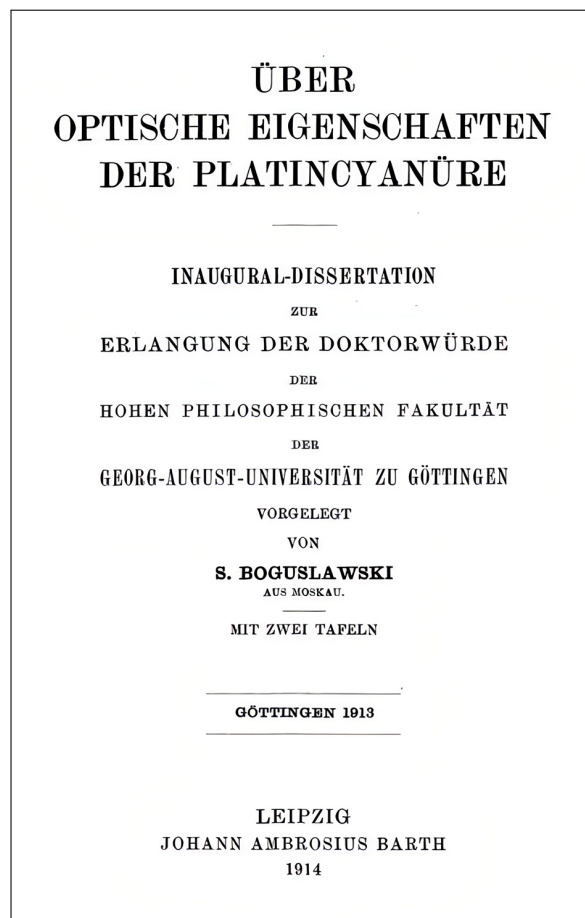 ÜBER
OPTISCHE EIGENSCHAFTEN
DER PLATINCYANÜRE
INAUGURAL-DISSERTATION
ZUR
ERLANGUNG DER DOKTORWÜRDE
DER
HOHEN PHILOSOPHISCHEN FAKULTÄT
DER
GEORG-AUGUST-UNIVERSITÄT ZU GÖTTINGEN
VORGELEGT
VON
S. BOGUSLAWSKI
AUS MOSKAU.
MIT ZWEI TAFELN
GÖTTINGEN 1913
LEIPZIG
JOHANN AMBROSIUS BARTH
1914